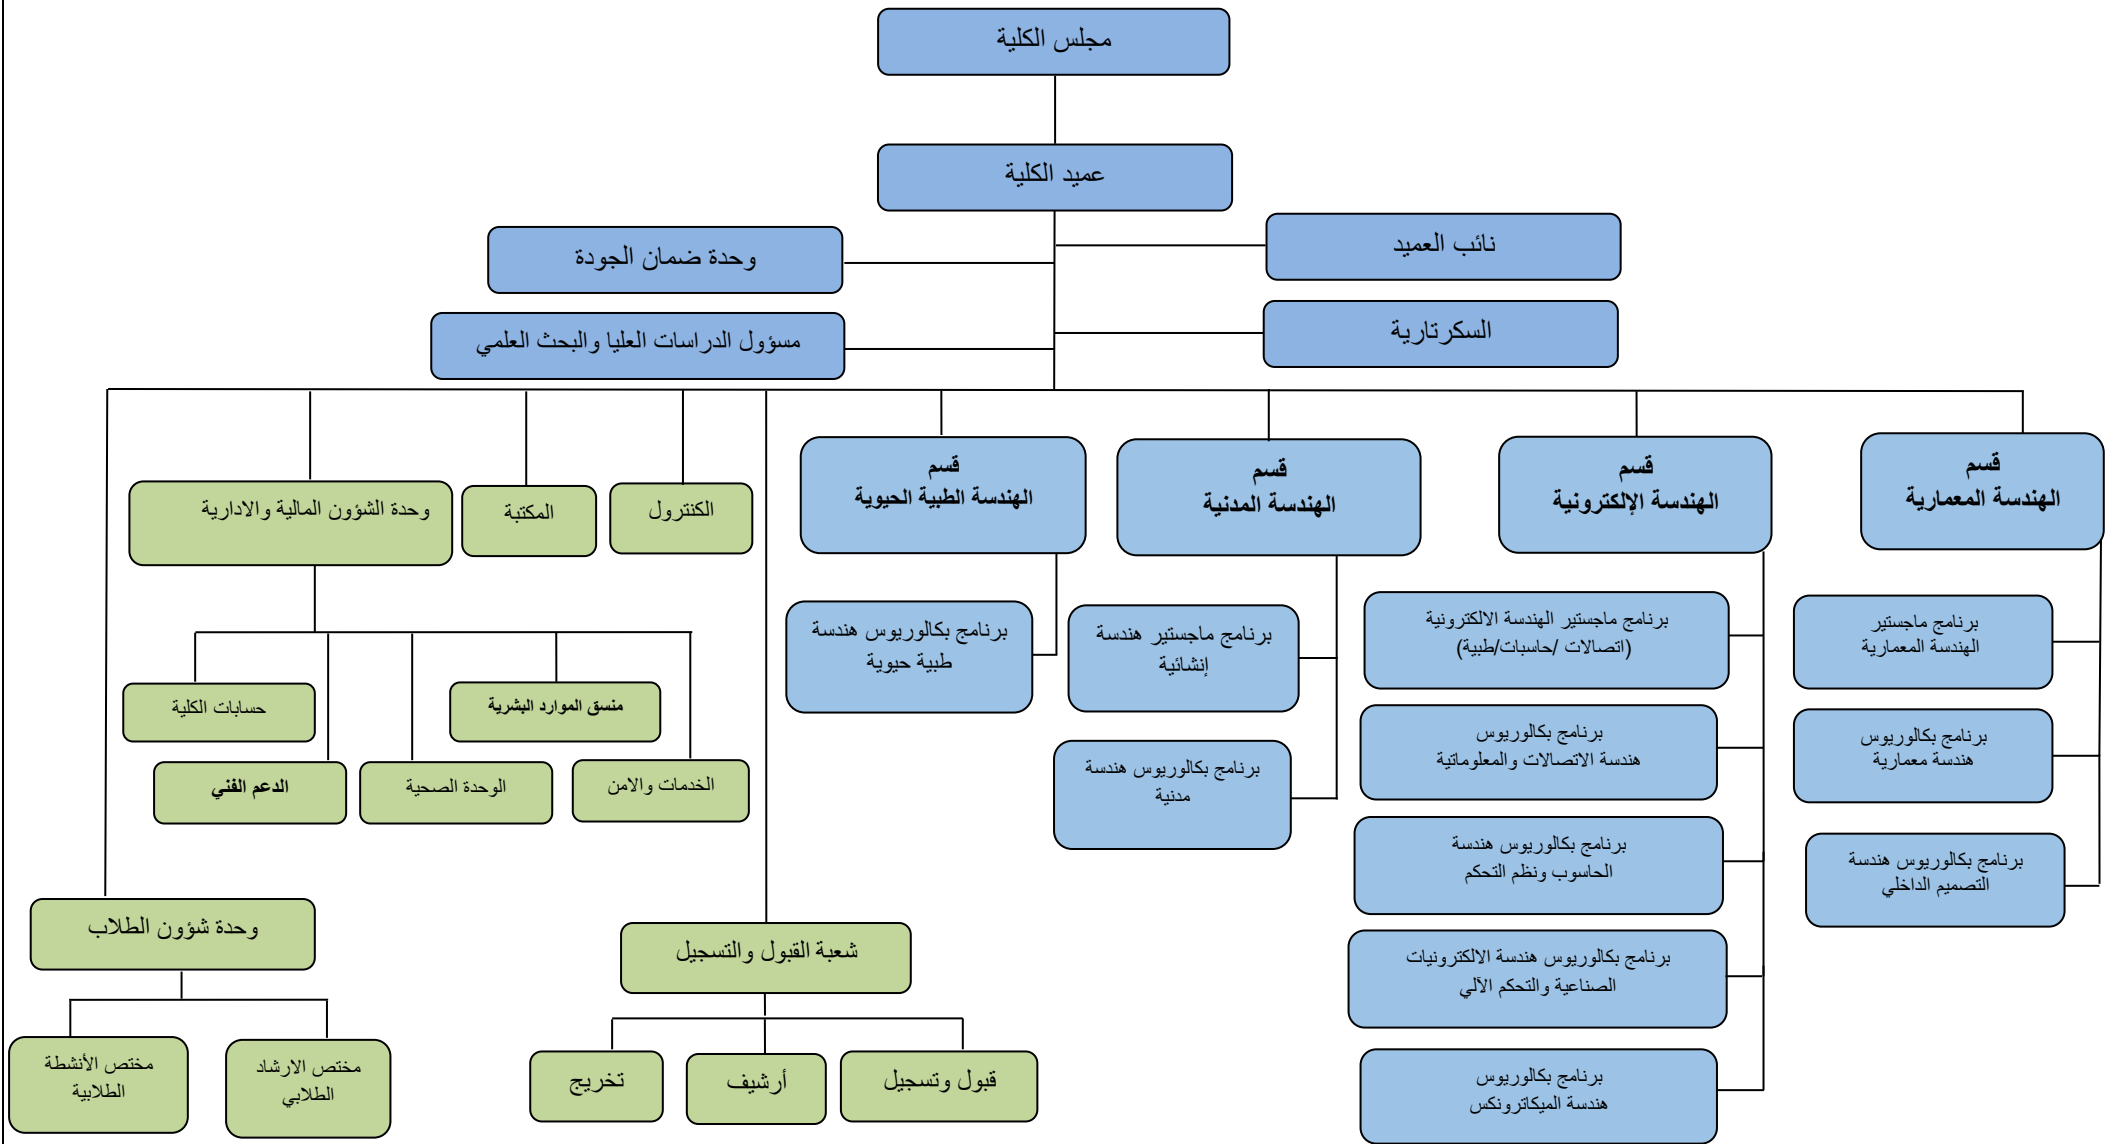 مجلس الكلية
عميد الكلية
نائب العميد
وحدة ضمان الجودة
السكرتارية
مسؤول الدراسات العليا والبحث العلمي
قسم
الهندسة المعمارية
قسم
الهندسة الإلكترونية
قسم
الهندسة المدنية
قسم
الهندسة الطبية الحيوية
الكنترول
المكتبة
وحدة الشؤون المالية والادارية
برنامج ماجستير
الهندسة المعمارية
برنامج بكالوريوس
هندسة معمارية
برنامج بكالوريوس هندسة
التصميم الداخلي
برنامج ماجستير الهندسة الالكترونية
(اتصالات /حاسبات/طبية)
برنامج بكالوريوس
هندسة الاتصالات والمعلوماتية
برنامج بكالوريوس هندسة
الحاسوب ونظم التحكم
برنامج بكالوريوس هندسة الالكترونيات
الصناعية والتحكم الآلي
برنامج بكالوريوس
هندسة الميكاترونكس
برنامج ماجستير هندسة
إنشائية
برنامج بكالوريوس هندسة
مدنية
برنامج بكالوريوس هندسة
طبية حيوية
منسق الموارد البشرية
حسابات الكلية
الخدمات والامن
الوحدة الصحية
الدعم الفني
شعبة القبول والتسجيل
وحدة شؤون الطلاب
قبول وتسجيل
أرشيف
تخريج
مختص الارشاد
الطلابي
مختص الأنشطة
الطلابية